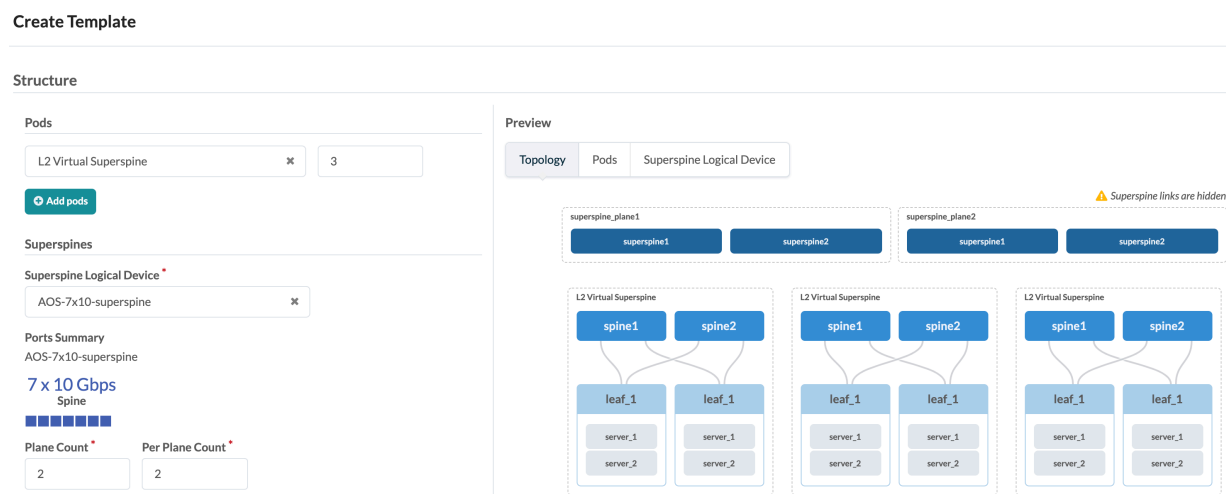 Create Template
Structure
Pods
L2 Virtual Superspine ✖ 3
Add pods
Superspines
Superspine Logical Device *
AOS-7x10-superspine ✖
Ports Summary
AOS-7x10-superspine
7 x 10 Gbps
Spine
Plane Count * Per Plane Count *
2 2
Preview
Topology Pods Superspine Logical Device
Superspine links are hidden
superspine_plane1 superspine_plane2
superspine1 superspine2 superspine1 superspine2
L2 Virtual Superspine L2 Virtual Superspine L2 Virtual Superspine
spine1 spine2 spine1 spine2 spine1 spine2
leaf_1 leaf_1 leaf_1 leaf_1 leaf_1 leaf_1
server_1 server_1 server_1 server_1 server_1 server_1
server_2 server_2 server_2 server_2 server_2 server_2